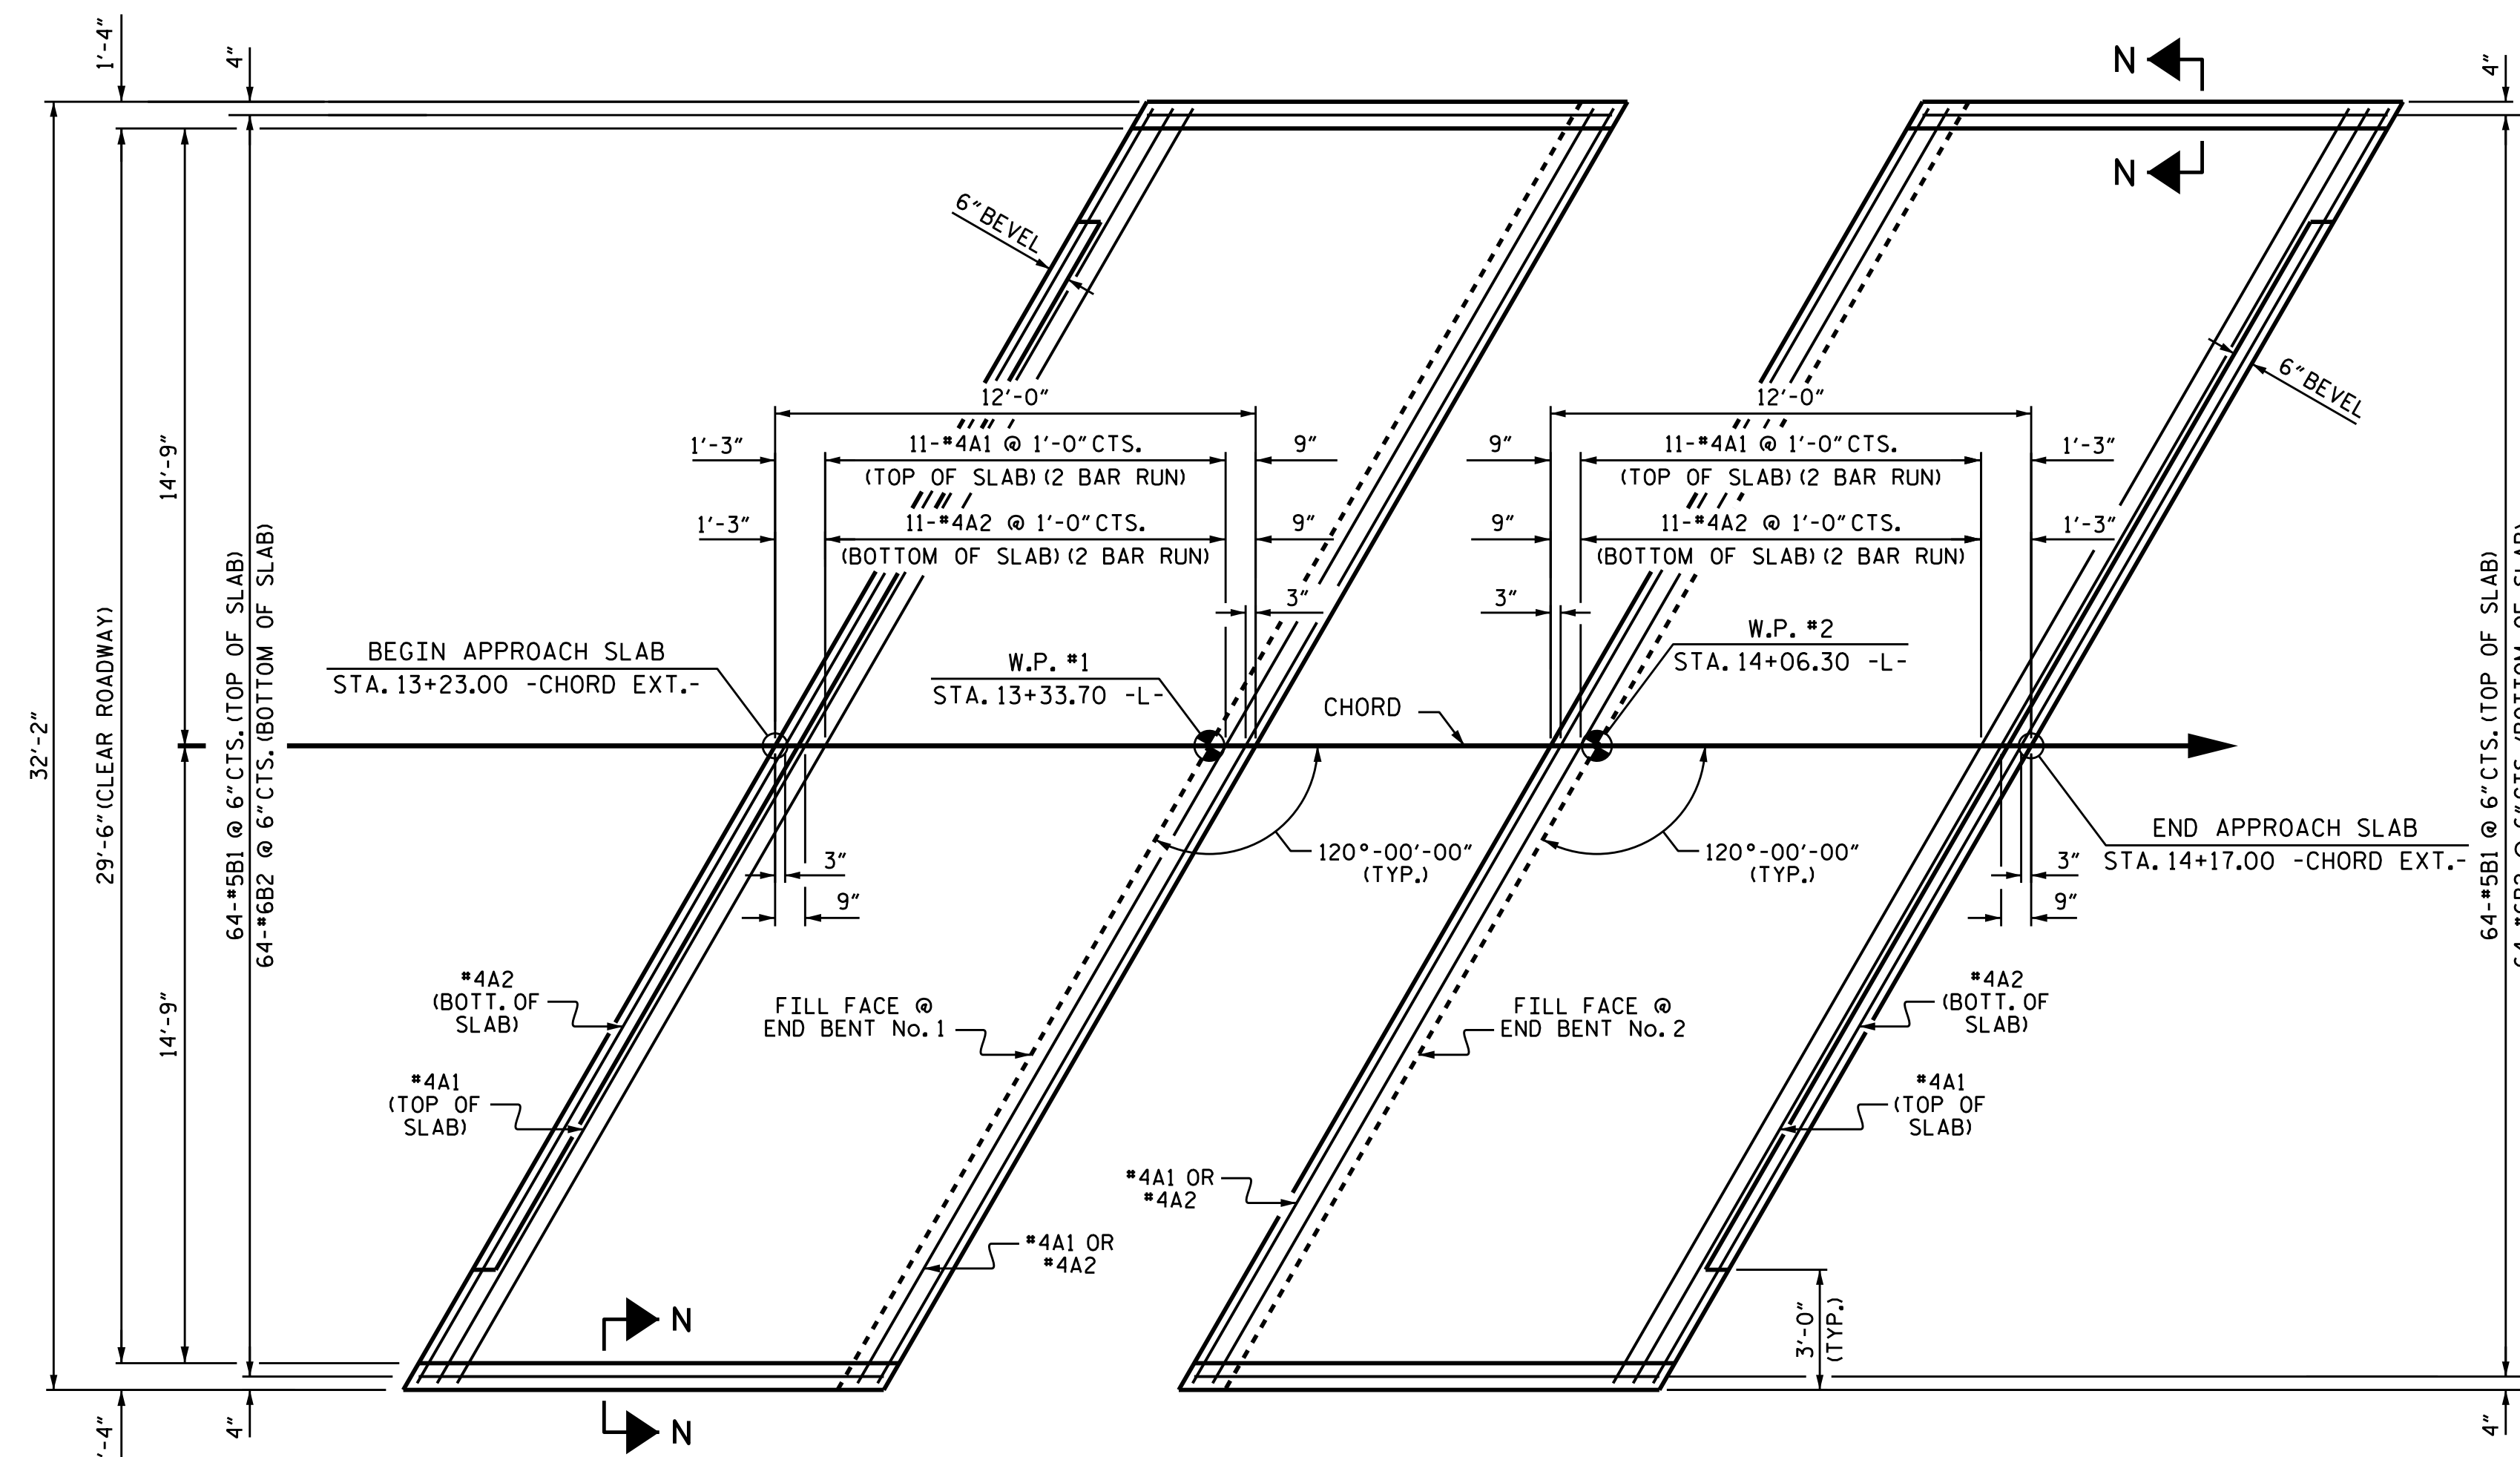 1'-4"
4"
N
4"
N
6" BEVEL
6" BEVEL
12'-0"
12'-0"
1'-3"
11-#4A1 @ 1'-0" CTS.
9"
9"
11-#4A1 @ 1'-0" CTS.
1'-3"
(TOP OF SLAB) (2 BAR RUN)
(TOP OF SLAB) (2 BAR RUN)
1'-3"
11-#4A2 @ 1'-0" CTS.
9"
9"
11-#4A2 @ 1'-0" CTS.
1'-3"
(BOTTOM OF SLAB) (2 BAR RUN)
(BOTTOM OF SLAB) (2 BAR RUN)
3"
3"
14'-9"
14'-9"
32'-2"
29'-6" (CLEAR ROADWAY)
64-#5B1 @ 6" CTS. (TOP OF SLAB)
64-#6B2 @ 6" CTS. (BOTTOM OF SLAB)
BEGIN APPROACH SLAB
STA. 13+23.00 -CHORD EXT.-
W.P. #1
STA. 13+33.70 -L-
CHORD
W.P. #2
STA. 14+06.30 -L-
120°-00'-00"
(TYP.)
120°-00'-00"
(TYP.)
END APPROACH SLAB
STA. 14+17.00 -CHORD EXT.-
3"
9"
3"
9"
64-#5B1 @ 6" CTS. (TOP OF SLAB)
#4A2
(BOTT. OF
SLAB)
FILL FACE @
END BENT No. 1
FILL FACE @
END BENT No. 2
#4A2
(BOTT. OF
SLAB)
#4A1
(TOP OF
SLAB)
#4A1
(TOP OF
SLAB)
#4A1 OR
#4A2
#4A1 OR
#4A2
3'-0"
(TYP.)
N
N
'-4"
4"
4"